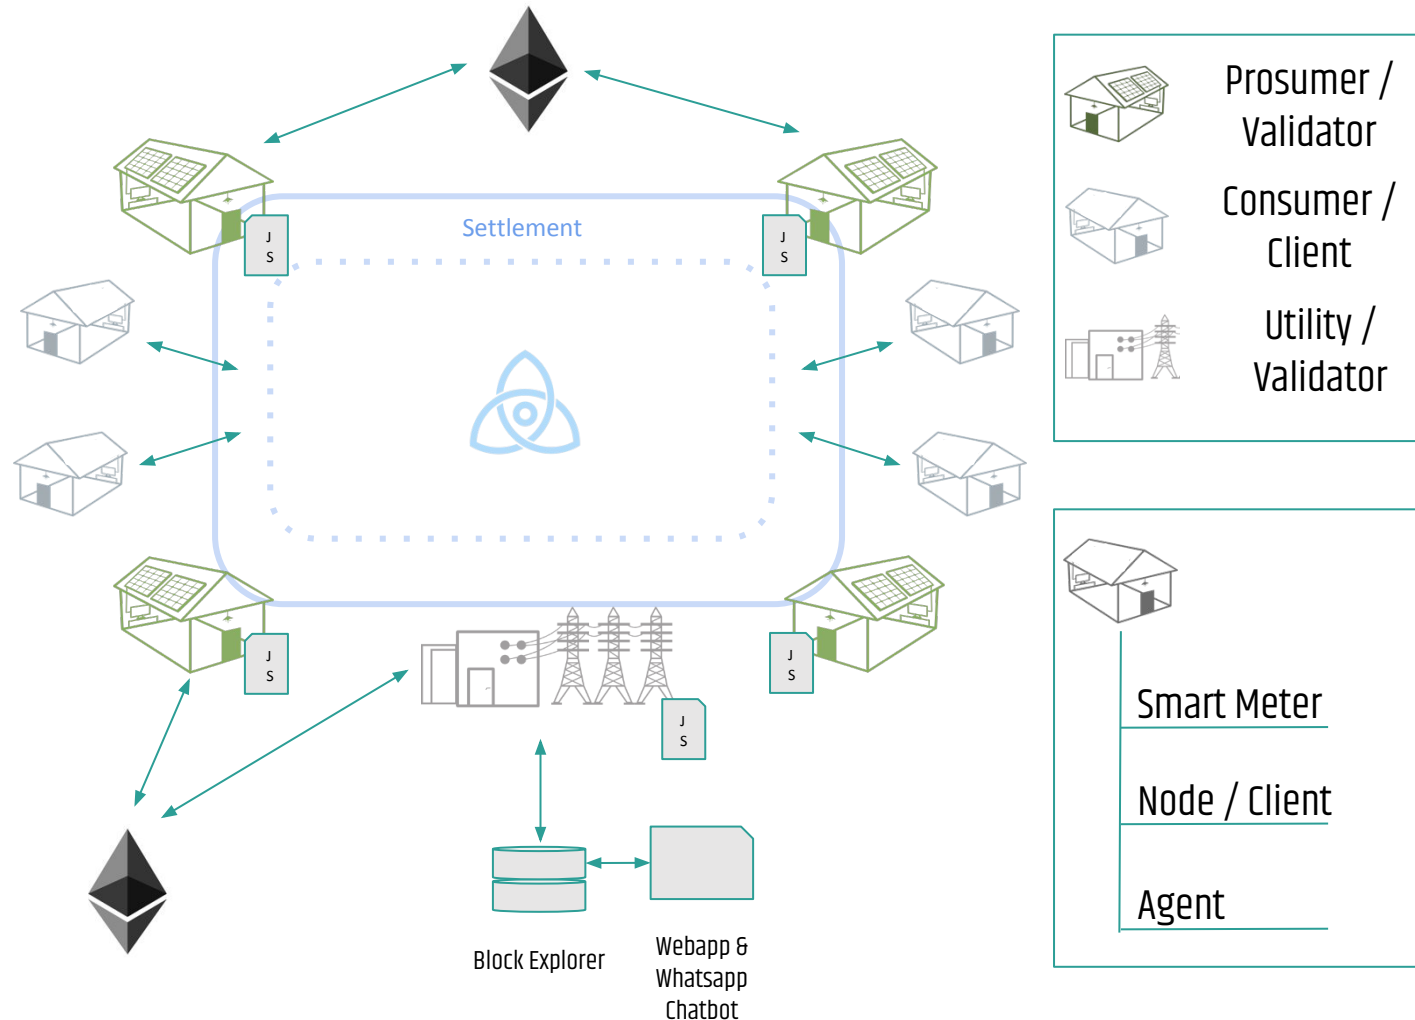 Settlement
J
S
J
S
J
S
J
S
J
S
Block Explorer
Webapp &
Whatsapp
Chatbot
Prosumer /
Validator
Consumer /
Client
Utility /
Validator
Smart Meter
Node / Client
Agent